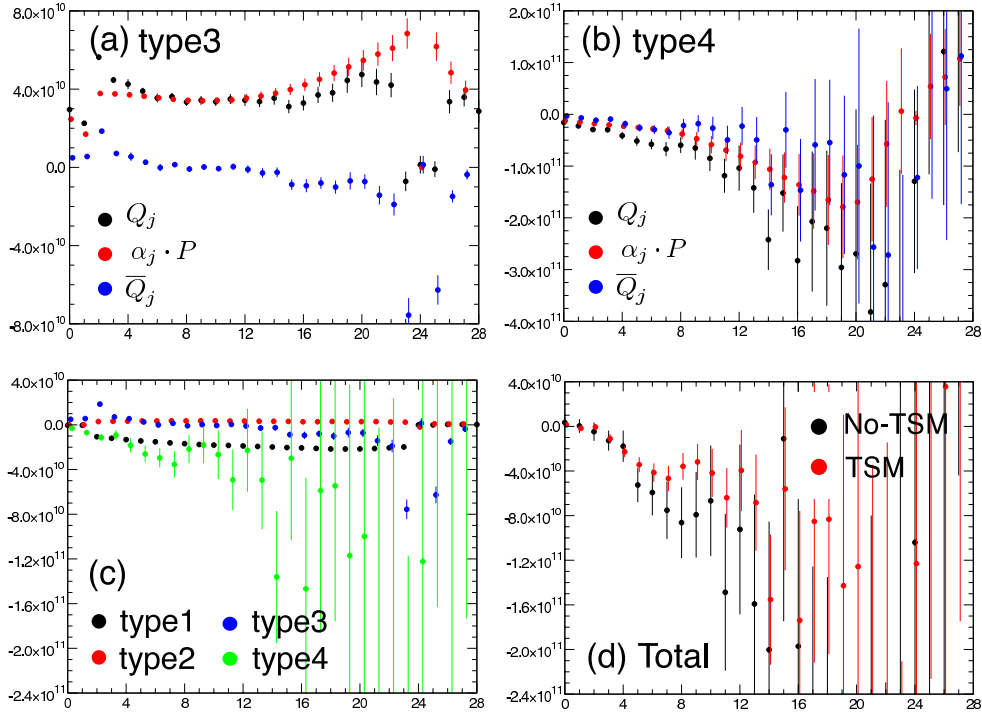 (a) type3
8.0×10¹⁰
4.0×10¹⁰
0.0
-4.0×10¹⁰
-8.0×10¹⁰
Q_j
α_j · P
Q̅_j
0 4 8 12 16 20 24 28
(b) type4
2.0×10¹¹
1.0×10¹¹
0.0
-1.0×10¹¹
-2.0×10¹¹
-3.0×10¹¹
-4.0×10¹¹
Q_j
α_j · P
Q̅_j
0 4 8 12 16 20 24 28
4.0×10¹⁰
0.0
-4.0×10¹⁰
-8.0×10¹⁰
-1.2×10¹¹
-1.6×10¹¹
-2.0×10¹¹
-2.4×10¹¹
(c)
type1 type3
type2 type4
0 4 8 12 16 20 24 28
4.0×10¹⁰
0.0
-4.0×10¹⁰
-8.0×10¹⁰
-1.2×10¹¹
-1.6×10¹¹
-2.0×10¹¹
-2.4×10¹¹
No-TSM
TSM
(d) Total
0 4 8 12 16 20 24 28